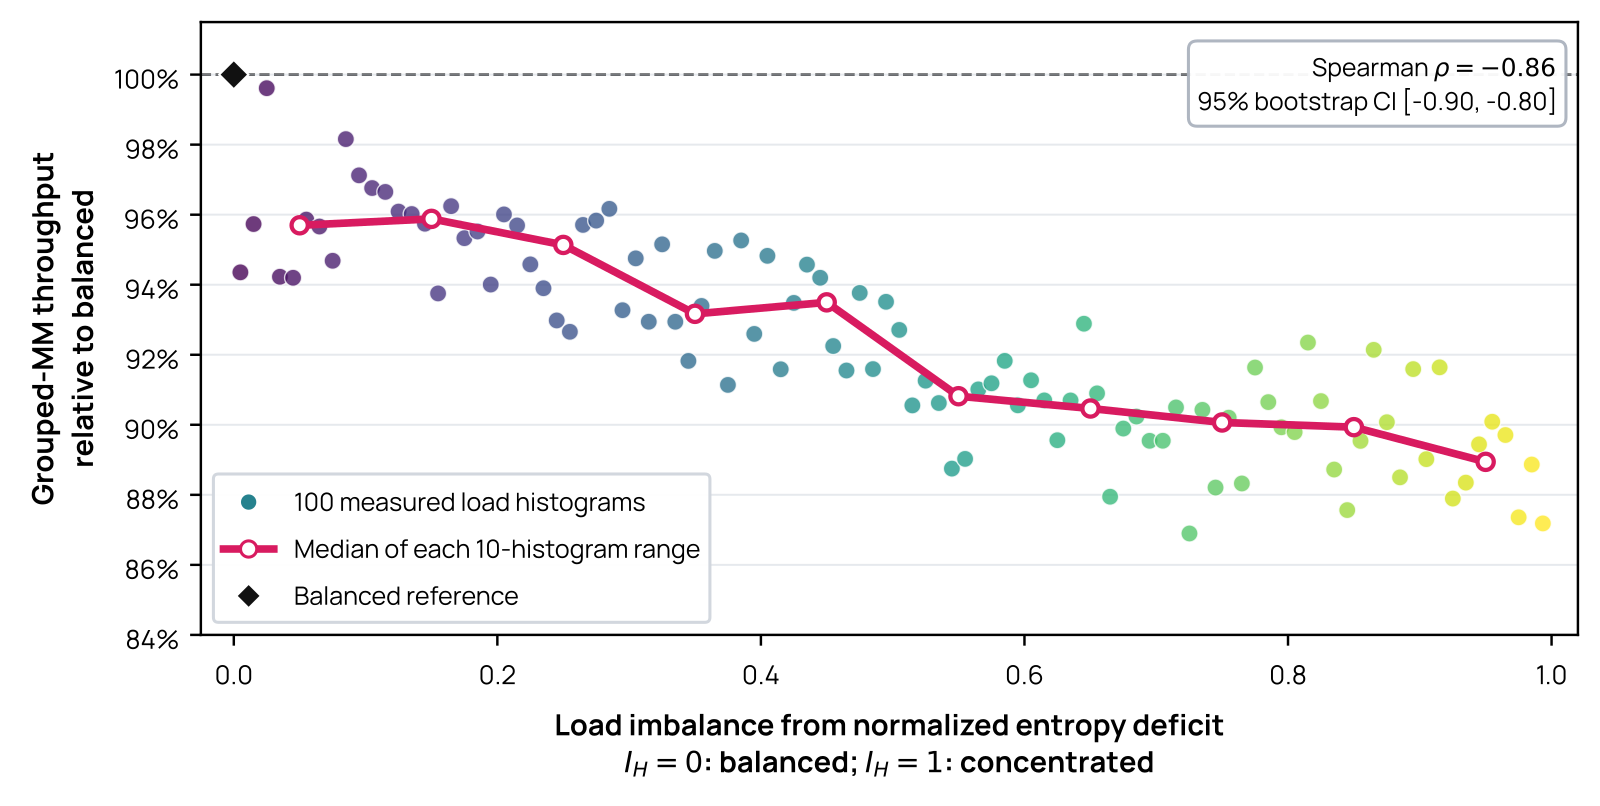 Grouped-MM throughput
relative to balanced
100%
98%
96%
94%
92%
90%
88%
86%
84%
Spearman ρ = −0.86
95% bootstrap CI [-0.90, -0.80]
100 measured load histograms
Median of each 10-histogram range
Balanced reference
0.0 0.2 0.4 0.6 0.8 1.0
Load imbalance from normalized entropy deficit
I_H = 0: balanced; I_H = 1: concentrated